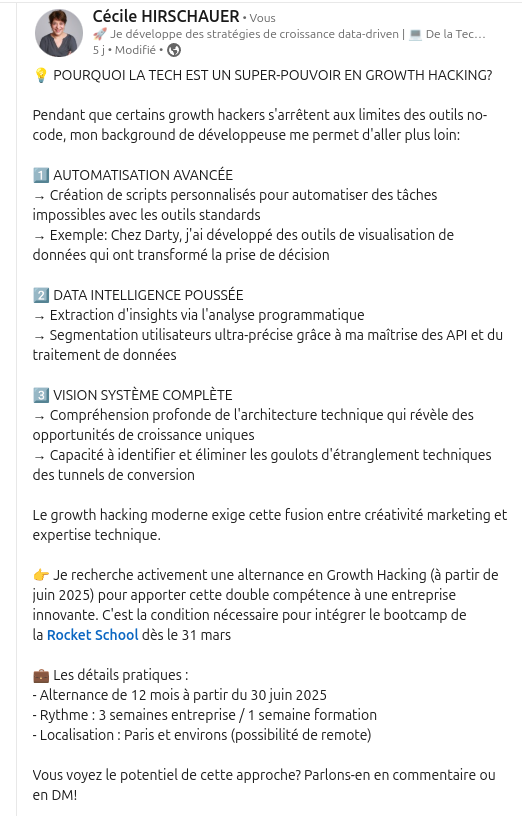 Cécile HIRSCHAUER • Vous
🚀 Je développe des stratégies de croissance data-driven | 💻 De la Tec…
5 j • Modifié •
💡 POURQUOI LA TECH EST UN SUPER-POUVOIR EN GROWTH HACKING?
Pendant que certains growth hackers s'arrêtent aux limites des outils no-
code, mon background de développeuse me permet d'aller plus loin:
1️⃣ AUTOMATISATION AVANCÉE
→ Création de scripts personnalisés pour automatiser des tâches
impossibles avec les outils standards
→ Exemple: Chez Darty, j'ai développé des outils de visualisation de
données qui ont transformé la prise de décision
2️⃣ DATA INTELLIGENCE POUSSÉE
→ Extraction d'insights via l'analyse programmatique
→ Segmentation utilisateurs ultra-précise grâce à ma maîtrise des API et du
traitement de données
3️⃣ VISION SYSTÈME COMPLÈTE
→ Compréhension profonde de l'architecture technique qui révèle des
opportunités de croissance uniques
→ Capacité à identifier et éliminer les goulots d'étranglement techniques
des tunnels de conversion
Le growth hacking moderne exige cette fusion entre créativité marketing et
expertise technique.
👉 Je recherche activement une alternance en Growth Hacking (à partir de
juin 2025) pour apporter cette double compétence à une entreprise
innovante. C'est la condition nécessaire pour intégrer le bootcamp de
la Rocket School dès le 31 mars
💼 Les détails pratiques :
- Alternance de 12 mois à partir du 30 juin 2025
- Rythme : 3 semaines entreprise / 1 semaine formation
- Localisation : Paris et environs (possibilité de remote)
Vous voyez le potentiel de cette approche? Parlons-en en commentaire ou
en DM!